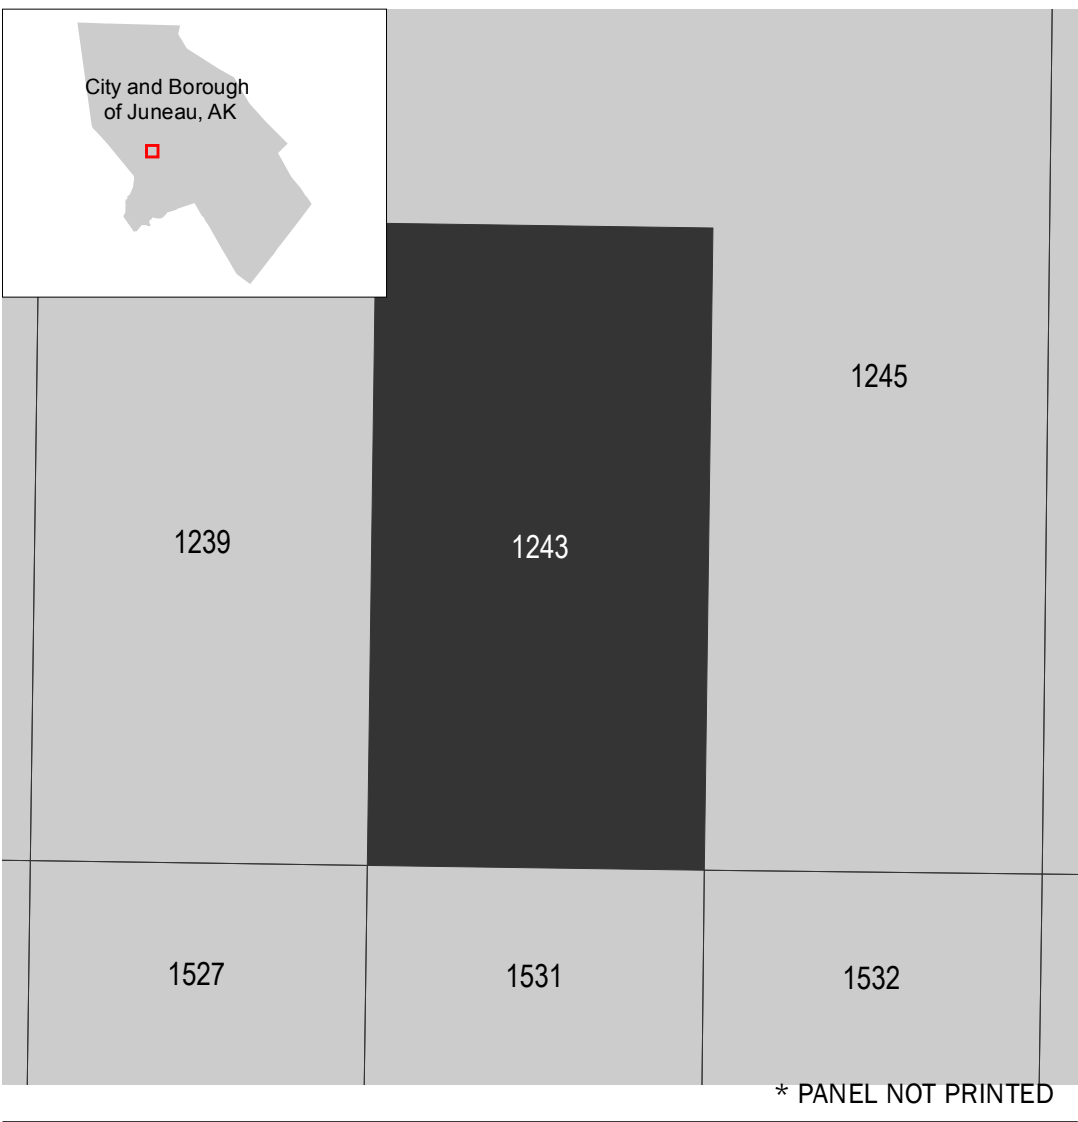 City and Borough
of Juneau, AK
1245
1239
1243
1527
1531
1532
* PANEL NOT PRINTED